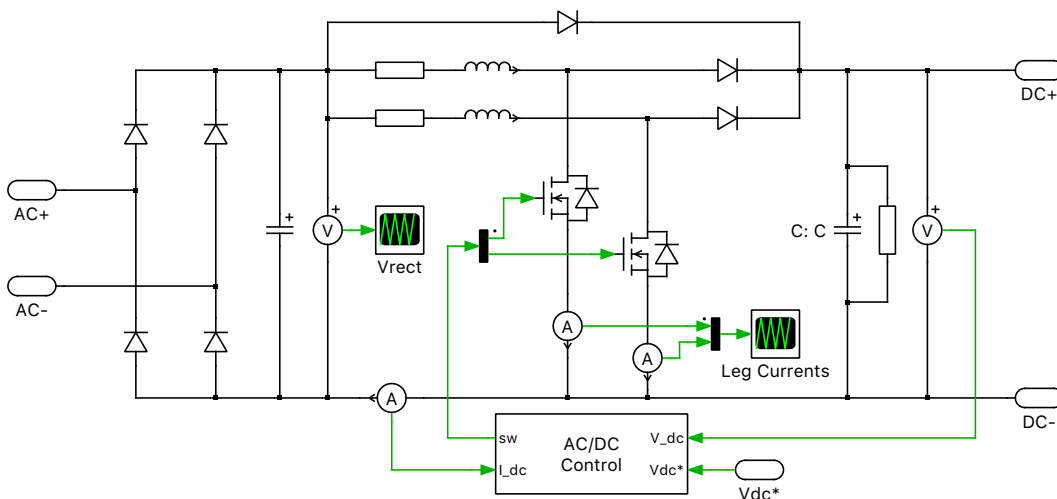 DC+
AC+
AC-
+
+
V
Vrect
C: C
+
+
V
A
A
Leg Currents
A
DC-
sw
I_dc
AC/DC
Control
V_dc
Vdc*
Vdc*